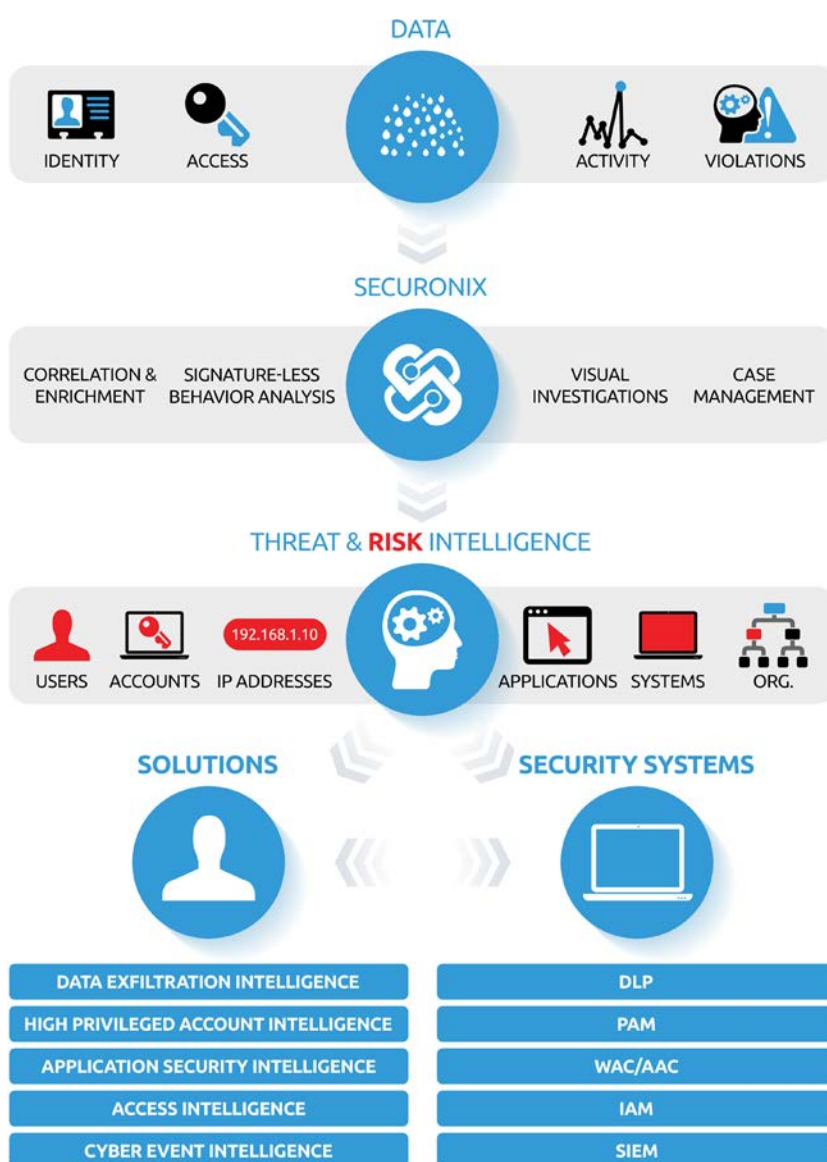 DATA
IDENTITY
ACCESS
ACTIVITY
VIOLATIONS
SECURONIX
CORRELATION &
ENRICHMENT
SIGNATURE-LESS
BEHAVIOR ANALYSIS
VISUAL
INVESTIGATIONS
CASE
MANAGEMENT
THREAT & RISK INTELLIGENCE
192.168.1.10
USERS
ACCOUNTS
IP ADDRESSES
APPLICATIONS
SYSTEMS
ORG.
SOLUTIONS
SECURITY SYSTEMS
DATA EXFILTRATION INTELLIGENCE
DLP
HIGH PRIVILEGED ACCOUNT INTELLIGENCE
PAM
APPLICATION SECURITY INTELLIGENCE
WAC/AAC
ACCESS INTELLIGENCE
IAM
CYBER EVENT INTELLIGENCE
SIEM